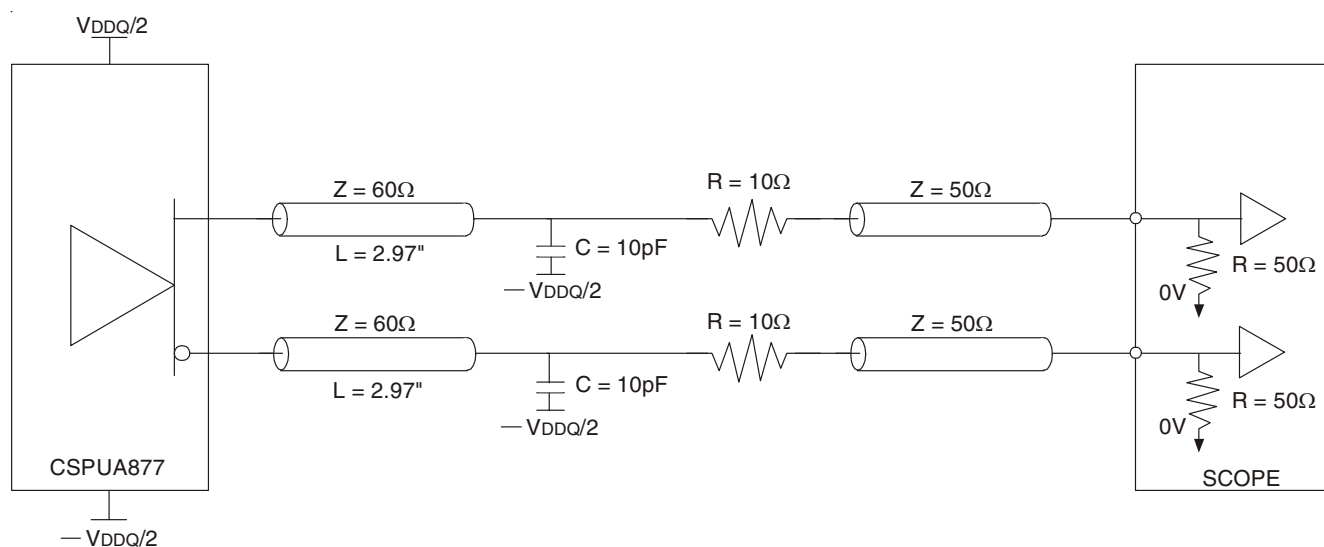 VDDQ/2
Z = 60Ω
R = 10Ω
Z = 50Ω
L = 2.97"
C = 10pF
— VDDQ/2
R = 50Ω
0V
Z = 60Ω
R = 10Ω
Z = 50Ω
L = 2.97"
C = 10pF
— VDDQ/2
R = 50Ω
0V
CSPUA877
SCOPE
— VDDQ/2